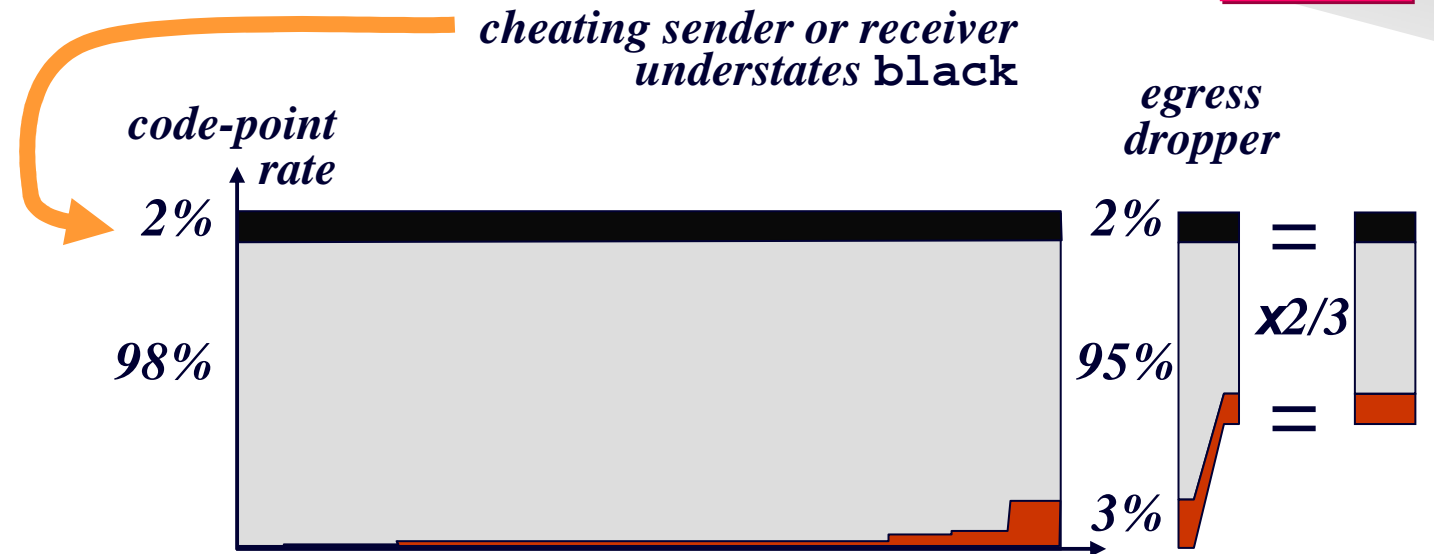 cheating sender or receiver
understates black
code-point
rate
egress
dropper
2%
2%
=
x2/3
98%
95%
=
3%